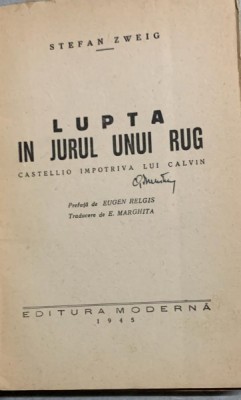 STEFAN ZWEIG
LUPTA
IN JURUL UNUI RUG
CASTELLIO IMPOTRIVA LUI CALVIN
Prefață de EUGEN RELGIS
Traducere de E. MARGHITA
EDITURA MODERNĂ
1945